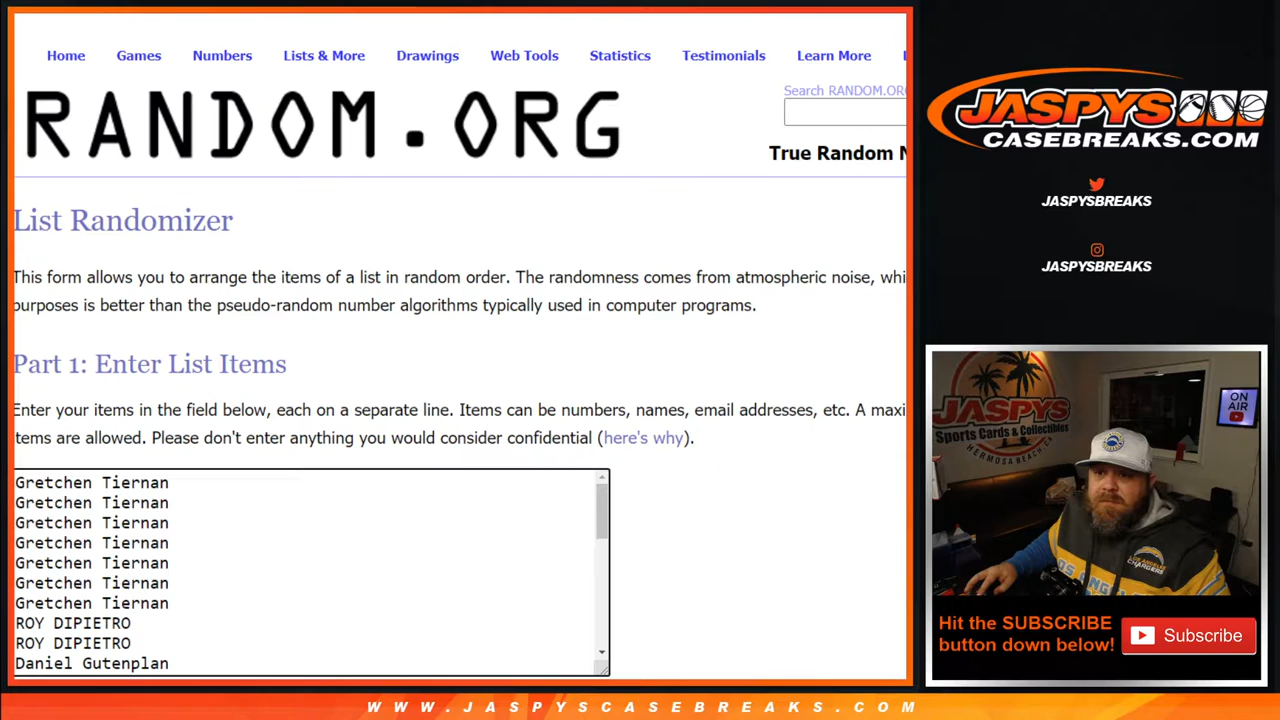 Home Games Numbers Lists & More Drawings Web Tools Statistics Testimonials Learn More
RANDOM.ORG
Search RANDOM.ORG
True Random
List Randomizer
This form allows you to arrange the items of a list in random order. The randomness comes from atmospheric noise, whi
purposes is better than the pseudo-random number algorithms typically used in computer programs.
Part 1: Enter List Items
Enter your items in the field below, each on a separate line. Items can be numbers, names, email addresses, etc. A maxi
items are allowed. Please don't enter anything you would consider confidential (here's why).
Gretchen Tiernan
Gretchen Tiernan
Gretchen Tiernan
Gretchen Tiernan
Gretchen Tiernan
Gretchen Tiernan
Gretchen Tiernan
ROY DIPIETRO
ROY DIPIETRO
Daniel Gutenplan
JASPYS
CASEBREAKS.COM
JASPYSBREAKS
JASPYSBREAKS
JASPYS
Sports Cards & Collectibles
HERMOSA BEACH, CA
ON
AIR
LOS ANGELES
CHARGERS
Hit the SUBSCRIBE
button down below!
Subscribe
WWW.JASPYSCASEBREAKS.COM